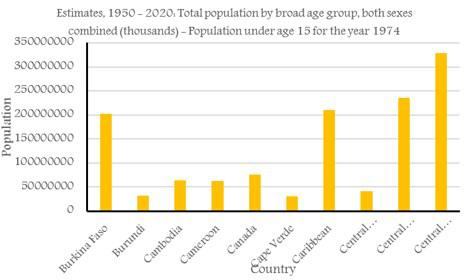 Estimates, 1950 - 2020: Total population by broad age group, both sexes
combined (thousands) - Population under age 15 for the year 1974
350000000
300000000
250000000
200000000
150000000
100000000
50000000
0
Population
Burkina Faso
Burundi
Cambodia
Cameroon
Canada
Cape Verde
Caribbean
Central...
Central...
Central...
Country